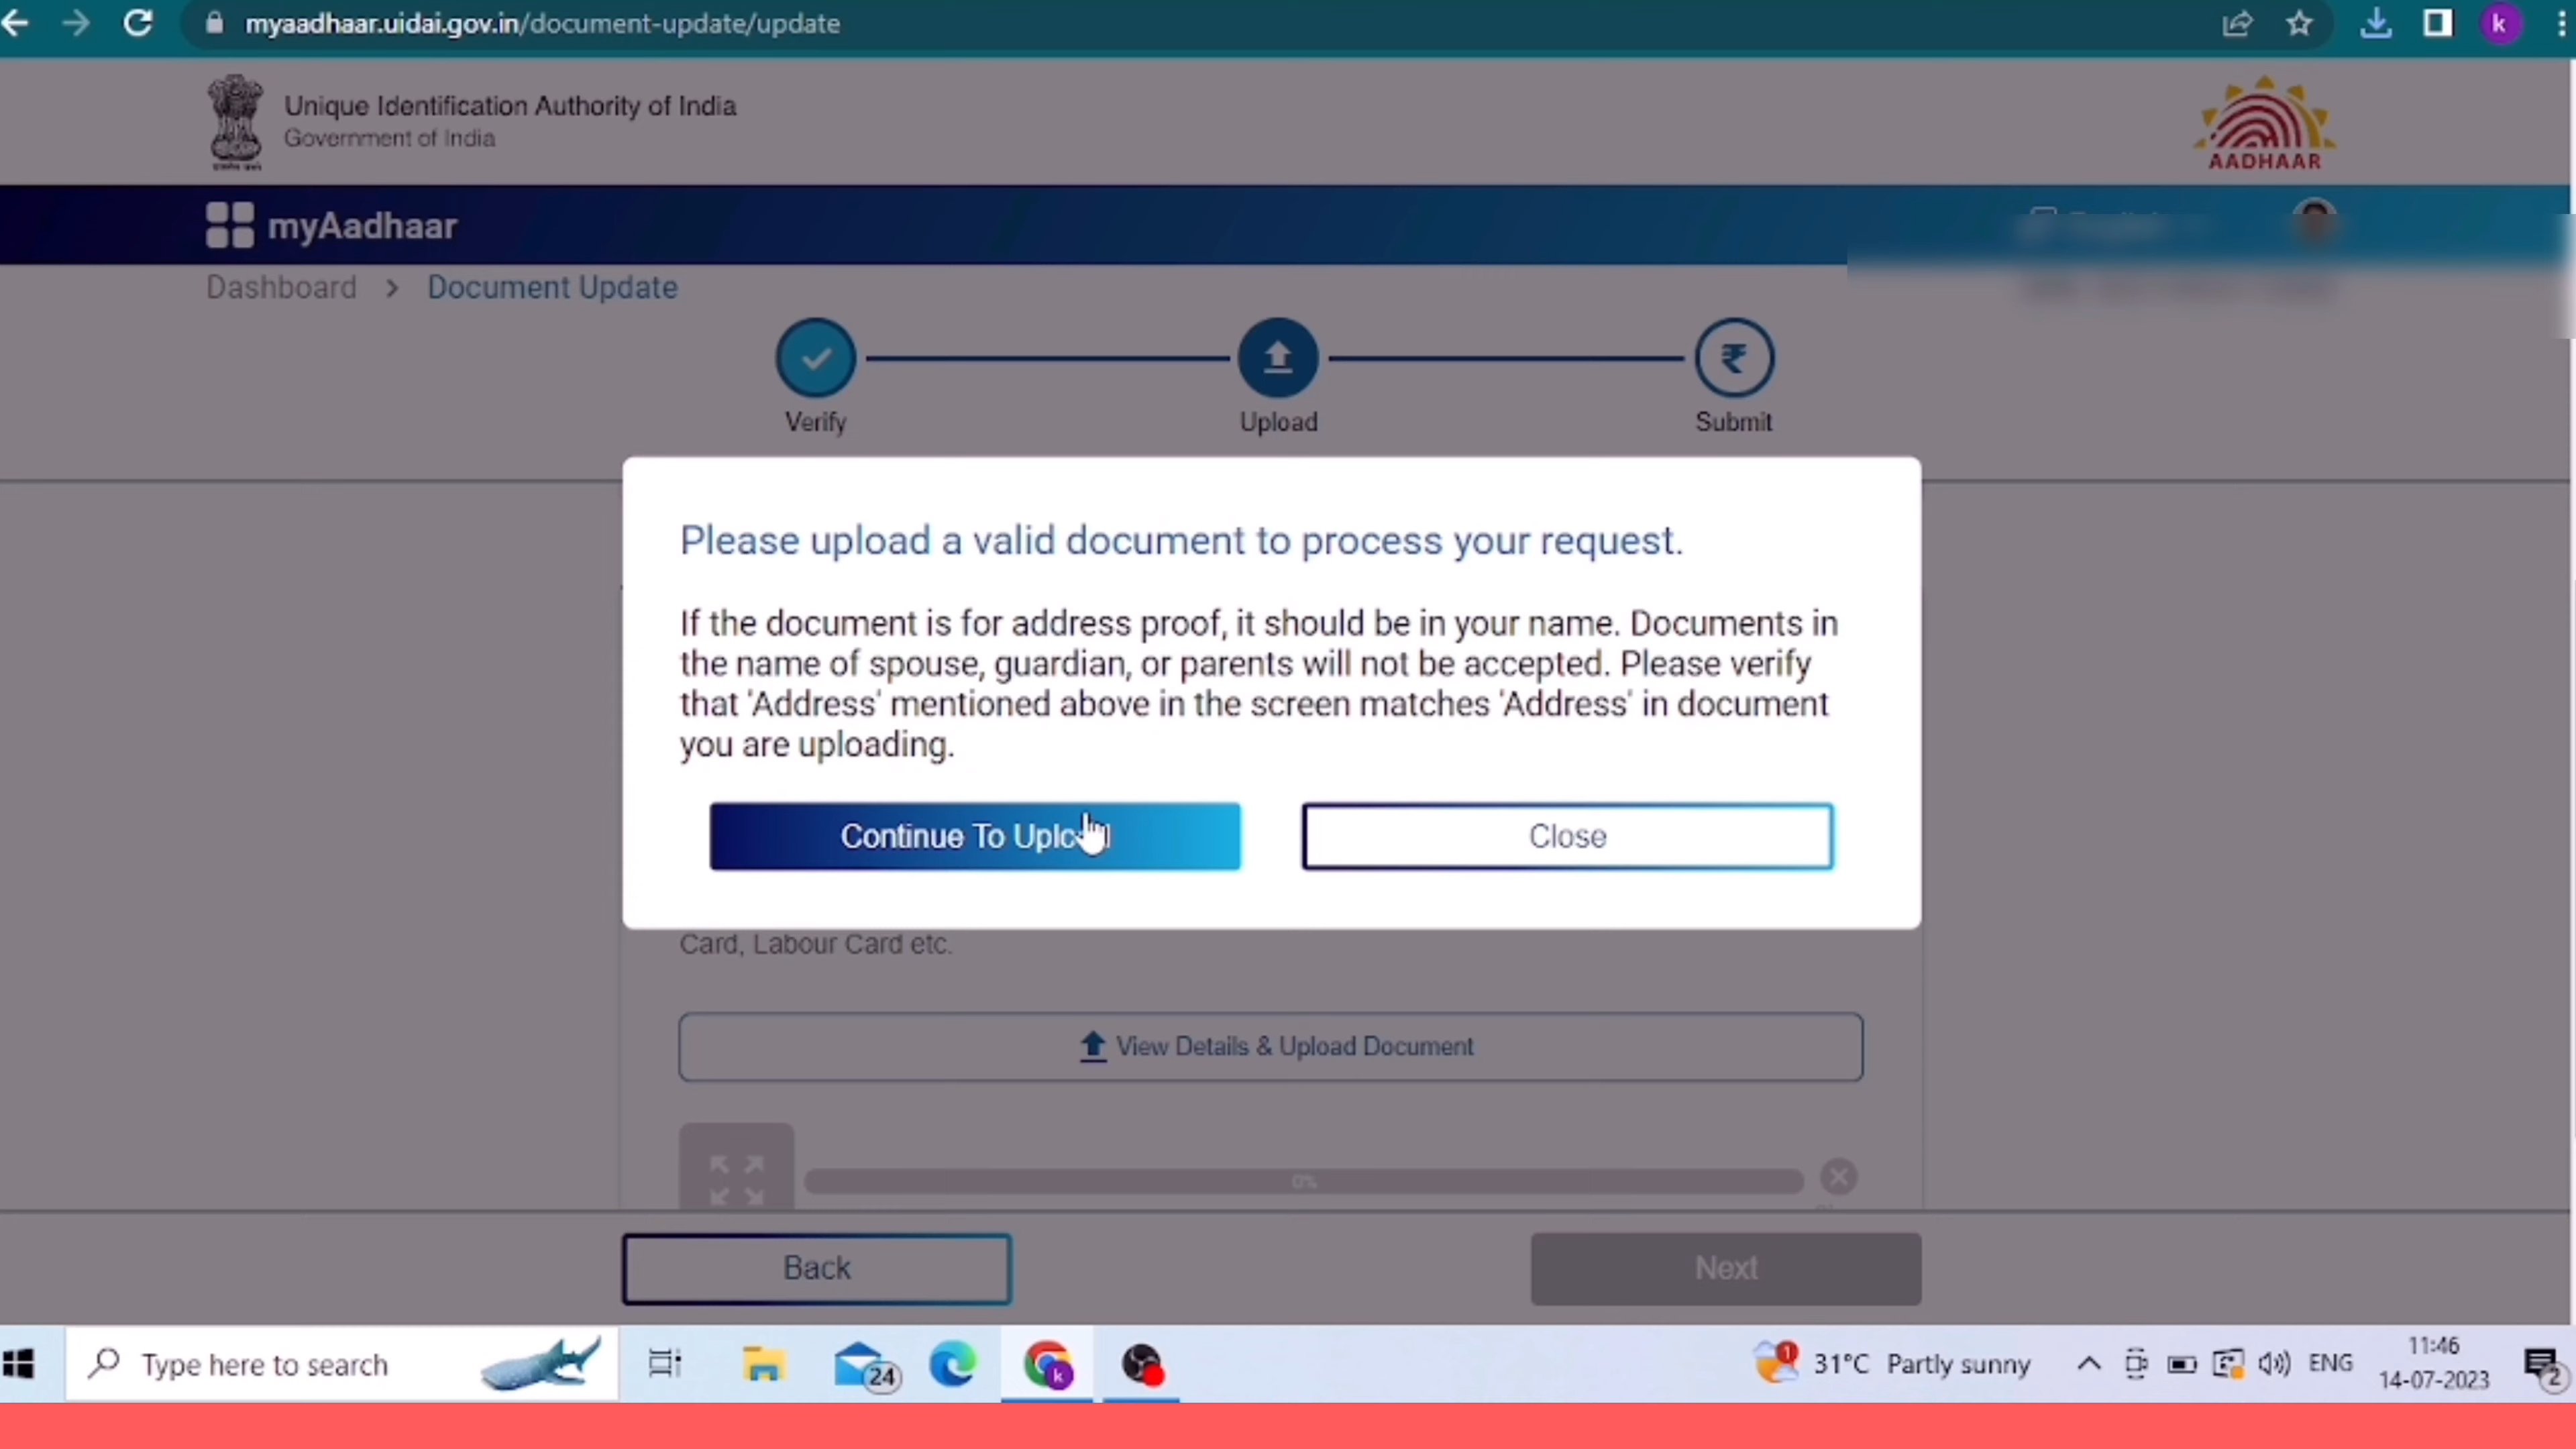 myaadhaar.uidai.gov.in/document-update/update
k
Unique Identification Authority of India
Government of India
AADHAAR
myAadhaar
Dashboard > Document Update
Verify
Upload
₹
Submit
Please upload a valid document to process your request.
If the document is for address proof, it should be in your name. Documents in
the name of spouse, guardian, or parents will not be accepted. Please verify
that 'Address' mentioned above in the screen matches 'Address' in document
you are uploading.
Continue To Upload
Close
Card, Labour Card etc.
View Details & Upload Document
0%
Back
Next
Type here to search
24
k
1
31°C Partly sunny
ENG
11:46
14-07-2023
2